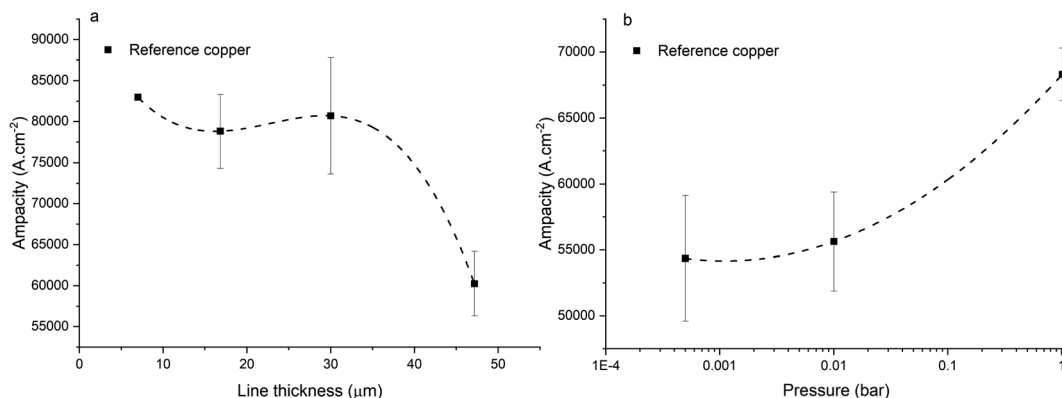 a
Reference copper
90000
85000
80000
75000
70000
65000
60000
55000
Ampacity (A.cm⁻²)
0
10
20
30
40
50
Line thickness (μm)
b
Reference copper
70000
65000
60000
55000
50000
Ampacity (A.cm⁻²)
1E-4
0.001
0.01
0.1
1
Pressure (bar)